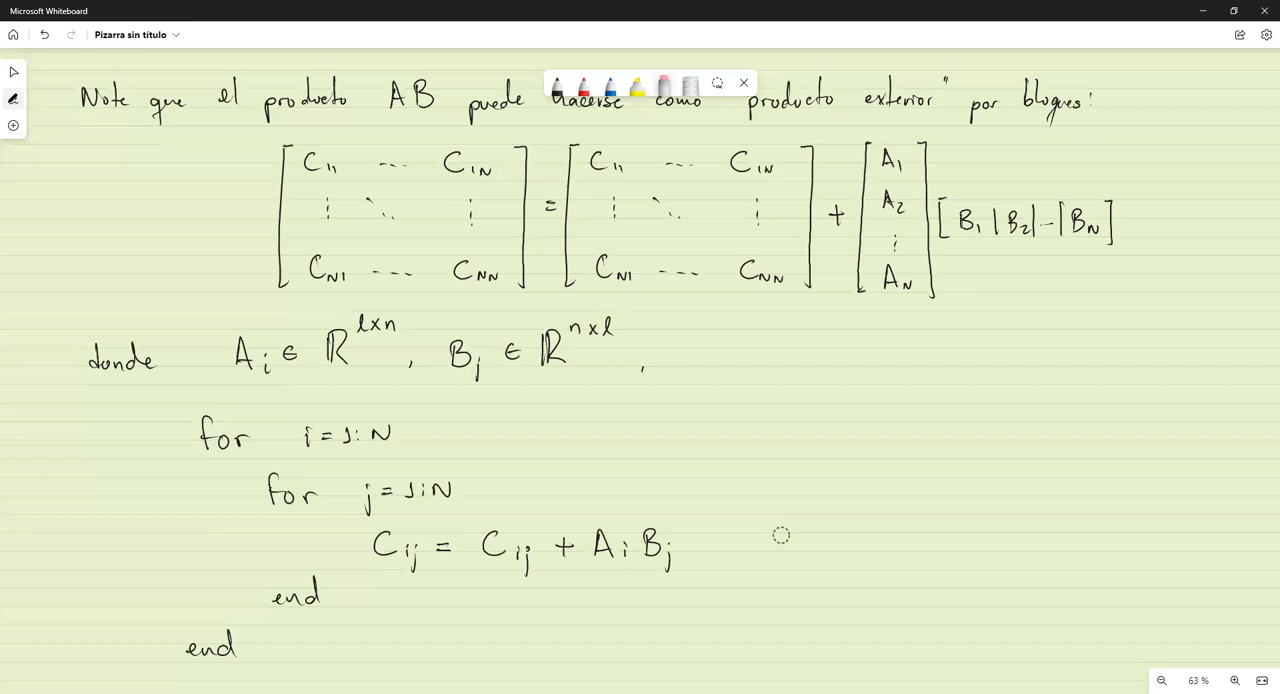 Microsoft Whiteboard
Pizarra sin título
Note que el producto AB puede hacerse como producto exterior" por bloques:
[C₁₁ ... C₁N ⋮ ⋱ ⋮ CN₁ ... CNN] = [C₁₁ ... C₁N ⋮ ⋱ ⋮ CN₁ ... CNN] + [A₁ A₂ ⋮ AN] [B₁ | B₂ | – | BN]
donde Aᵢ ∈ ℝ^{l×n}, Bⱼ ∈ ℝ^{n×l},
for i=1:N
for j=1:N
Cᵢⱼ = Cᵢⱼ + Aᵢ Bⱼ
end
end
63 %